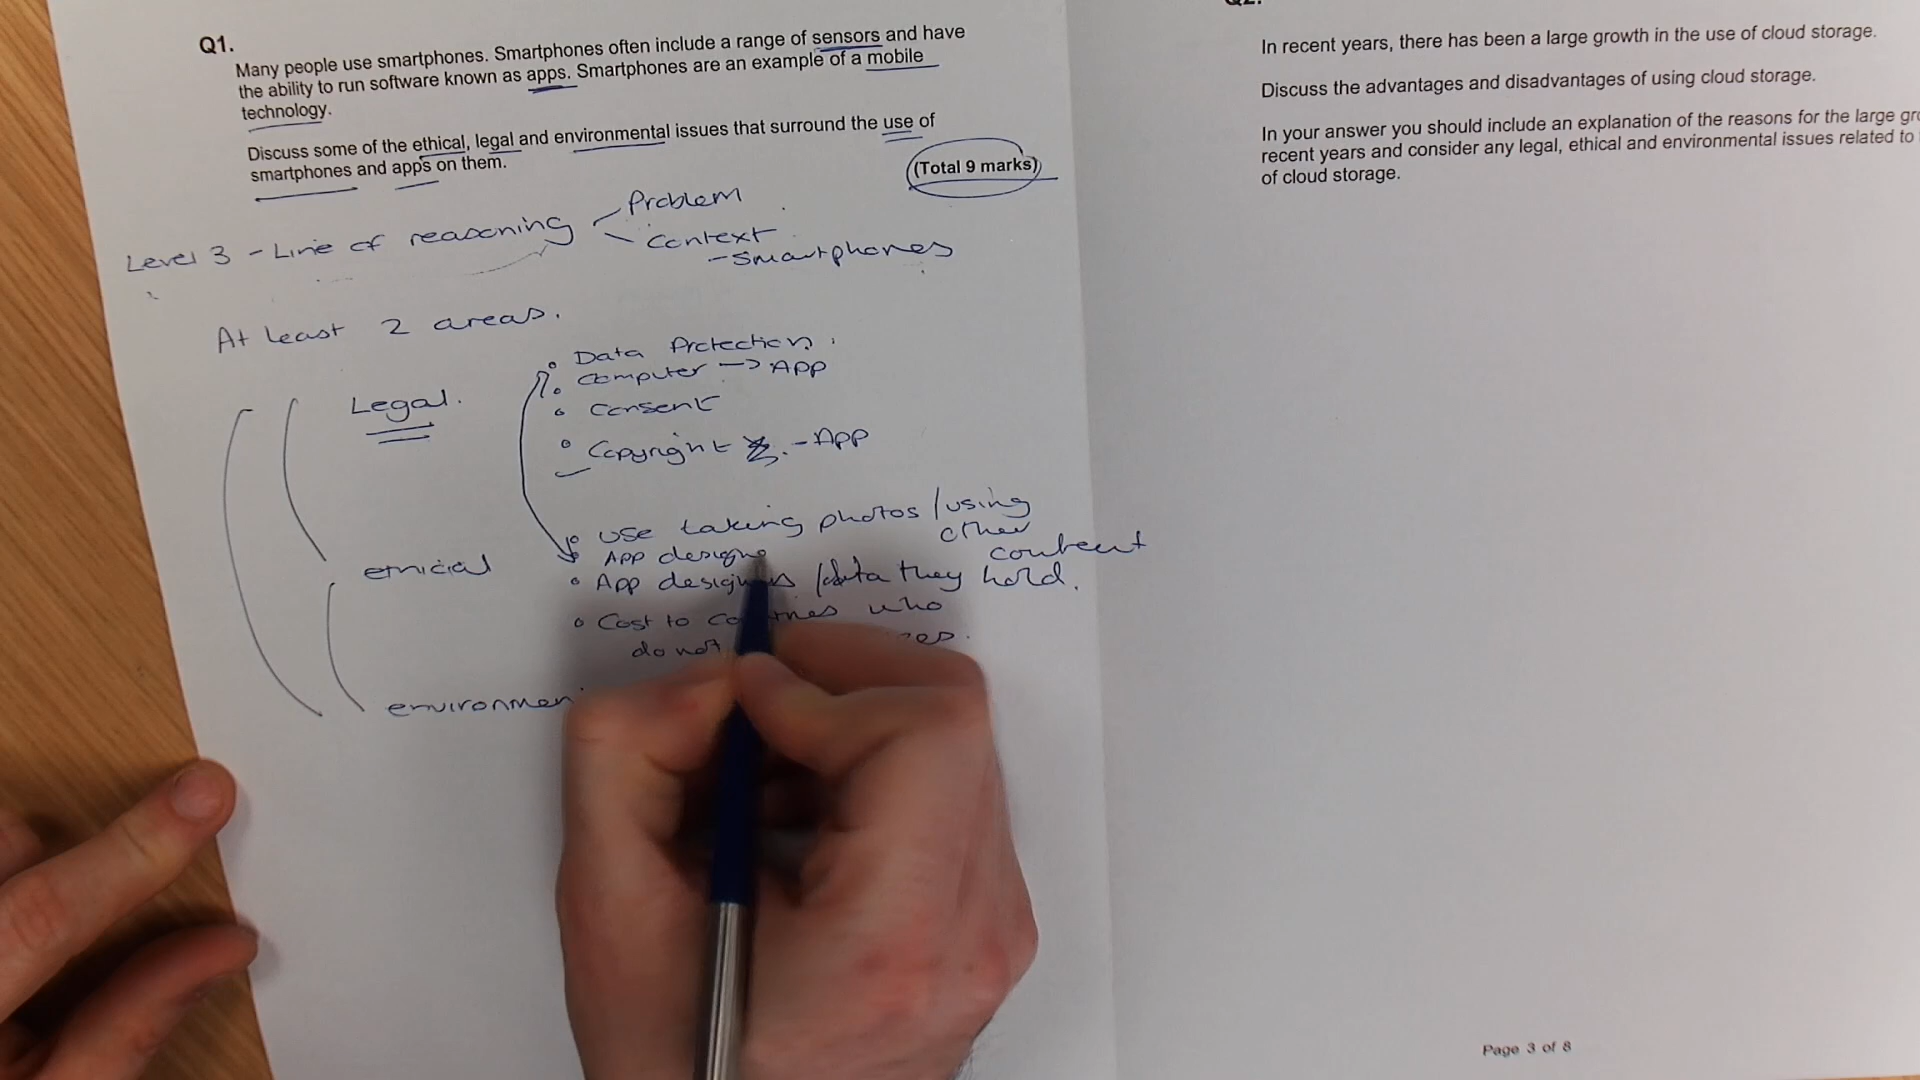 Q1.
Many people use smartphones. Smartphones often include a range of sensors and have
the ability to run software known as apps. Smartphones are an example of a mobile
technology.
Discuss some of the ethical, legal and environmental issues that surround the use of
smartphones and apps on them.
(Total 9 marks)
Level 3 - Line of reasoning
Problem
Context
- Smartphones
At least 2 areas.
Legal.
• Data Protection.
• Computer -> App
• Consent
• Copyright - App
ethical
• Use taking photos / using
other
content
App design
• App designers / data they hold.
• Cost to who
do not
In recent years, there has been a large growth in the use of cloud storage.
Discuss the advantages and disadvantages of using cloud storage.
In your answer you should include an explanation of the reasons for the large
recent years and consider any legal, ethical and environmental issues related to
of cloud storage.
Page 3 of 8